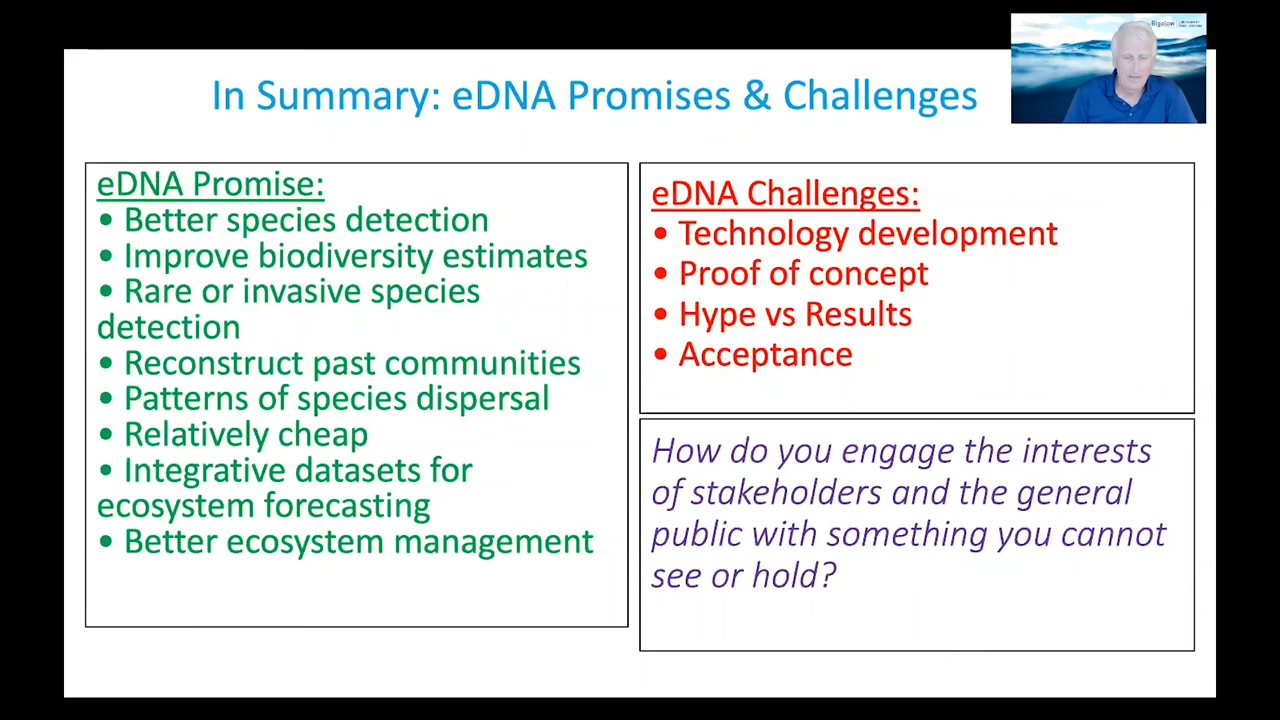 In Summary: eDNA Promises & Challenges
Bigelow
eDNA Promise:
• Better species detection
• Improve biodiversity estimates
• Rare or invasive species
detection
• Reconstruct past communities
• Patterns of species dispersal
• Relatively cheap
• Integrative datasets for
ecosystem forecasting
• Better ecosystem management
eDNA Challenges:
• Technology development
• Proof of concept
• Hype vs Results
• Acceptance
How do you engage the interests
of stakeholders and the general
public with something you cannot
see or hold?